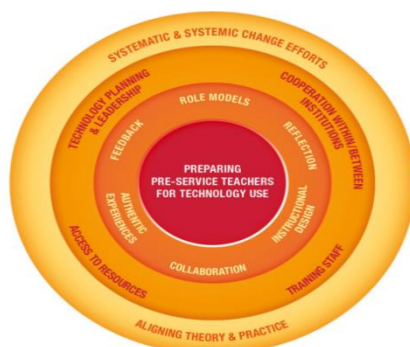 SYSTEMATIC & SYSTEMIC CHANGE EFFORTS
TECHNOLOGY PLANNING
& LEADERSHIP
COOPERATION WITHIN/BETWEEN
INSTITUTIONS
ROLE MODELS
FEEDBACK
REFLECTION
PREPARING
PRE-SERVICE TEACHERS
FOR TECHNOLOGY USE
AUTHENTIC
EXPERIENCES
INSTRUCTIONAL
DESIGN
COLLABORATION
ACCESS TO RESOURCES
TRAINING STAFF
ALIGNING THEORY & PRACTICE